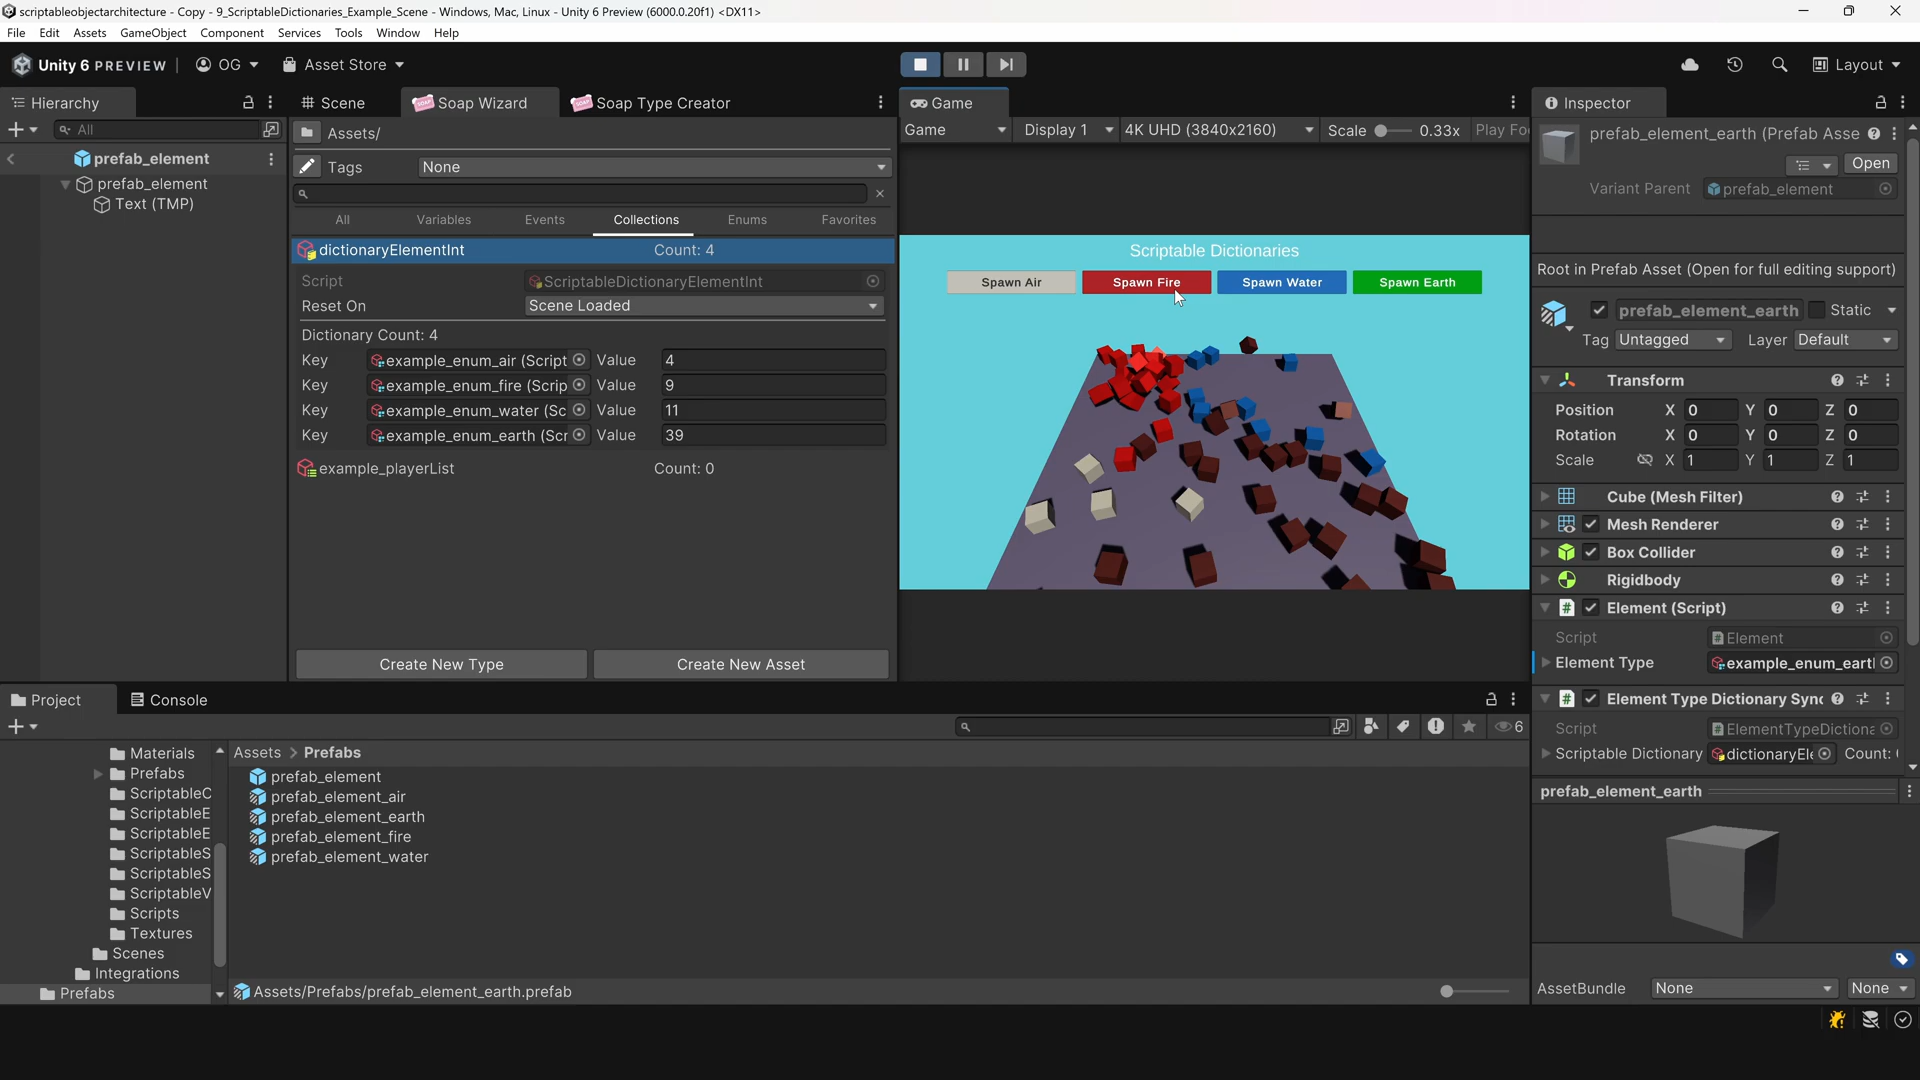 scriptableobjectarchitecture - Copy - 9_ScriptableDictionaries_Example_Scene - Windows, Mac, Linux - Unity 6 Preview (6000.0.20f1) <DX11>
File Edit Assets GameObject Component Services Tools Window Help
Unity 6 PREVIEW OG Asset Store Layout
Hierarchy
All
prefab_element
prefab_element
Text (TMP)
Scene Soap Wizard Soap Type Creator
Assets/
Tags None
All Variables Events Collections Enums Favorites
dictionaryElementInt Count: 4
Script ScriptableDictionaryElementInt
Reset On Scene Loaded
Dictionary Count: 4
Key example_enum_air (Script Value 4
Key example_enum_fire (Scrip Value 9
Key example_enum_water (Sc Value 11
Key example_enum_earth (Scr Value 39
example_playerList Count: 0
Create New Type Create New Asset
Game
Game Display 1 4K UHD (3840x2160) Scale 0.33x Play Fo
Scriptable Dictionaries
Spawn Air Spawn Fire Spawn Water Spawn Earth
Inspector
prefab_element_earth (Prefab Asse
Open
Variant Parent prefab_element
Root in Prefab Asset (Open for full editing support)
prefab_element_earth Static
Tag Untagged Layer Default
Transform
Position X 0 Y 0 Z 0
Rotation X 0 Y 0 Z 0
Scale X 1 Y 1 Z 1
Cube (Mesh Filter)
Mesh Renderer
Box Collider
Rigidbody
# Element (Script)
Script Element
Element Type example_enum_eartl
# Element Type Dictionary Sync
Script ElementTypeDictiona
Scriptable Dictionary dictionaryEle Count:
prefab_element_earth
AssetBundle None None
Project Console
6
Materials
Prefabs
ScriptableC
ScriptableE
ScriptableE
ScriptableS
ScriptableS
ScriptableV
Scripts
Textures
Scenes
Integrations
Prefabs
Assets > Prefabs
prefab_element
prefab_element_air
prefab_element_earth
prefab_element_fire
prefab_element_water
Assets/Prefabs/prefab_element_earth.prefab